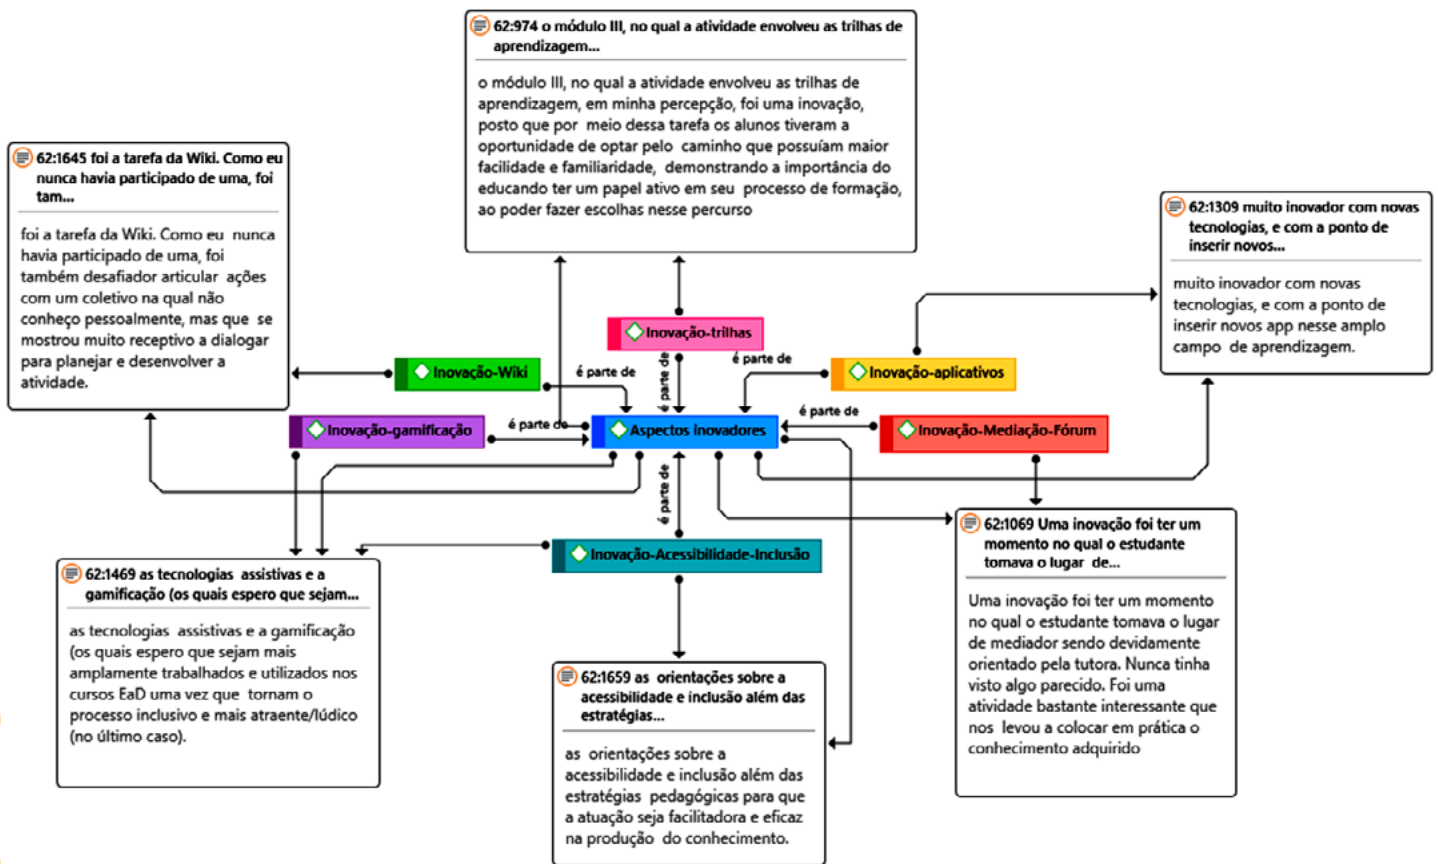 62:974 o módulo III, no qual a atividade envolveu as trilhas de
aprendizagem...
o módulo III, no qual a atividade envolveu as trilhas de
aprendizagem, em minha percepção, foi uma inovação,
posto que por meio dessa tarefa os alunos tiveram a
oportunidade de optar pelo caminho que possuíam maior
facilidade e familiaridade, demonstrando a importância do
educando ter um papel ativo em seu processo de formação,
ao poder fazer escolhas nesse percurso
62:1645 foi a tarefa da Wiki. Como eu
nunca havia participado de uma, foi
tam...
foi a tarefa da Wiki. Como eu nunca
havia participado de uma, foi
também desafiador articular ações
com um coletivo na qual não
conheço pessoalmente, mas que se
mostrou muito receptivo a dialogar
para planejar e desenvolver a
atividade.
62:1309 muito inovador com novas
tecnologias, e com a ponto de
inserir novos...
muito inovador com novas
tecnologias, e com a ponto de
inserir novos app nesse amplo
campo de aprendizagem.
Inovação-trilhas
é parte de
Inovação-Wiki
é parte de
é parte de
Inovação-aplicativos
Inovação-gamificação
é parte de
Aspectos inovadores
é parte de
Inovação-Mediação-Fórum
é parte de
Inovação-Acessibilidade-Inclusão
62:1469 as tecnologias assistivas e a
gamificação (os quais espero que sejam...
as tecnologias assistivas e a gamificação
(os quais espero que sejam mais
amplamente trabalhados e utilizados nos
cursos EaD uma vez que tornam o
processo inclusivo e mais atraente/lúdico
(no último caso).
62:1659 as orientações sobre a
acessibilidade e inclusão além das
estratégias...
as orientações sobre a
acessibilidade e inclusão além das
estratégias pedagógicas para que
a atuação seja facilitadora e eficaz
na produção do conhecimento.
62:1069 Uma inovação foi ter um
momento no qual o estudante
tomava o lugar de...
Uma inovação foi ter um momento
no qual o estudante tomava o lugar
de mediador sendo devidamente
orientado pela tutora. Nunca tinha
visto algo parecido. Foi uma
atividade bastante interessante que
nos levou a colocar em prática o
conhecimento adquirido